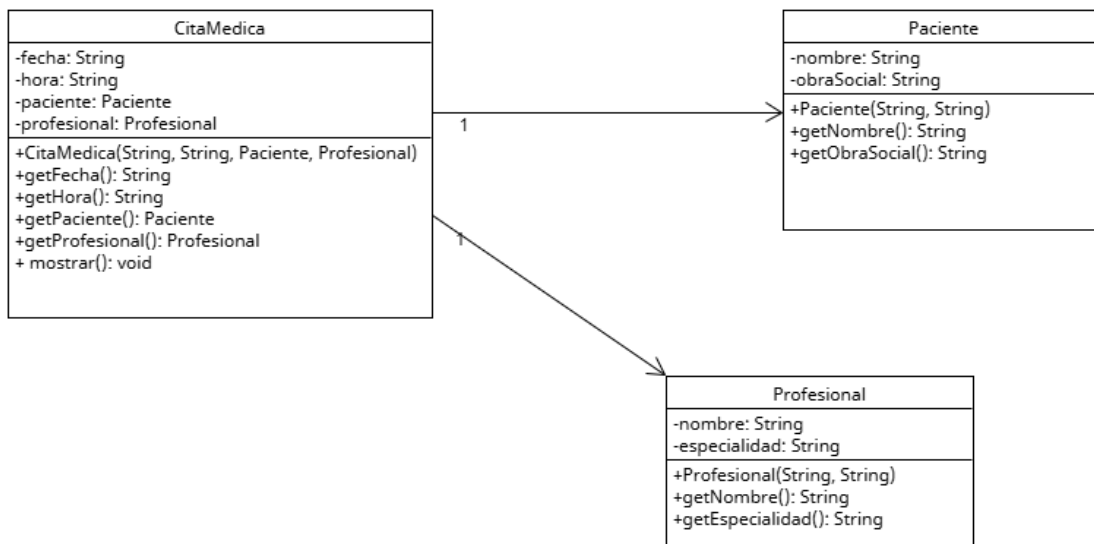 CitaMedica
-fecha: String
-hora: String
-paciente: Paciente
-profesional: Profesional
+CitaMedica(String, String, Paciente, Profesional)
+getFecha(): String
+getHora(): String
+getPaciente(): Paciente
+getProfesional(): Profesional
+ mostrar(): void
1
1
Paciente
-nombre: String
-obraSocial: String
+Paciente(String, String)
+getNombre(): String
+getObraSocial(): String
Profesional
-nombre: String
-especialidad: String
+Profesional(String, String)
+getNombre(): String
+getEspecialidad(): String